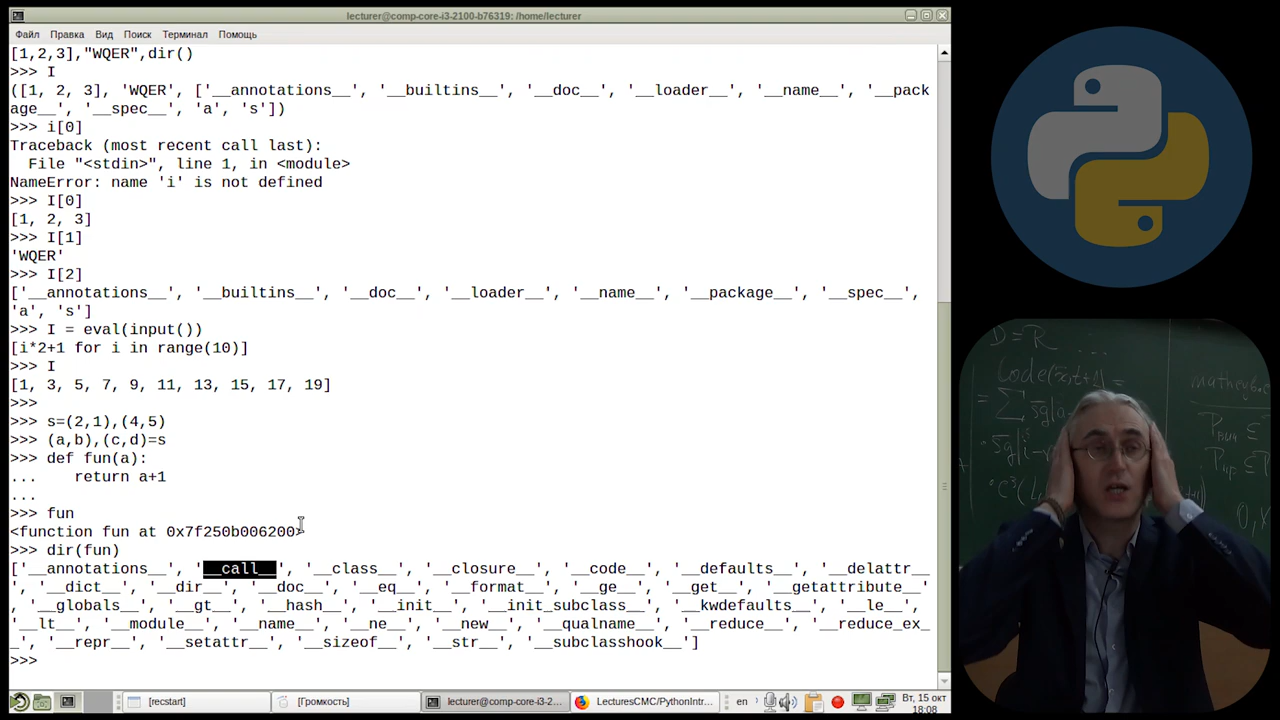 lecturer@comp-core-i3-2100-b76319: /home/lecturer
Файл Правка Вид Поиск Терминал Помощь
[1,2,3],"WQER",dir()
>>> I
([1, 2, 3], 'WQER', ['__annotations__', '__builtins__', '__doc__', '__loader__', '__name__', '__pack
age__', '__spec__', 'a', 's'])
>>> i[0]
Traceback (most recent call last):
  File "<stdin>", line 1, in <module>
NameError: name 'i' is not defined
>>> I[0]
[1, 2, 3]
>>> I[1]
'WQER'
>>> I[2]
['__annotations__', '__builtins__', '__doc__', '__loader__', '__name__', '__package__', '__spec__',
'a', 's']
>>> I = eval(input())
[i*2+1 for i in range(10)]
>>> I
[1, 3, 5, 7, 9, 11, 13, 15, 17, 19]
>>>
>>> s=(2,1),(4,5)
>>> (a,b),(c,d)=s
>>> def fun(a):
...     return a+1
...
>>> fun
<function fun at 0x7f250b006200>
>>> dir(fun)
['__annotations__', '__call__', '__class__', '__closure__', '__code__', '__defaults__', '__delattr__
', '__dict__', '__dir__', '__doc__', '__eq__', '__format__', '__ge__', '__get__', '__getattribute__'
, '__globals__', '__gt__', '__hash__', '__init__', '__init_subclass__', '__kwdefaults__', '__le__',
'__lt__', '__module__', '__name__', '__ne__', '__new__', '__qualname__', '__reduce__', '__reduce_ex_
_', '__repr__', '__setattr__', '__sizeof__', '__str__', '__subclasshook__']
>>>
D=R ...
Code(x,t+1)
[recstart] [Громкость] lecturer@comp-core-i3-2... LecturesCMC/PythonIntr... en Вт, 15 окт
18:08